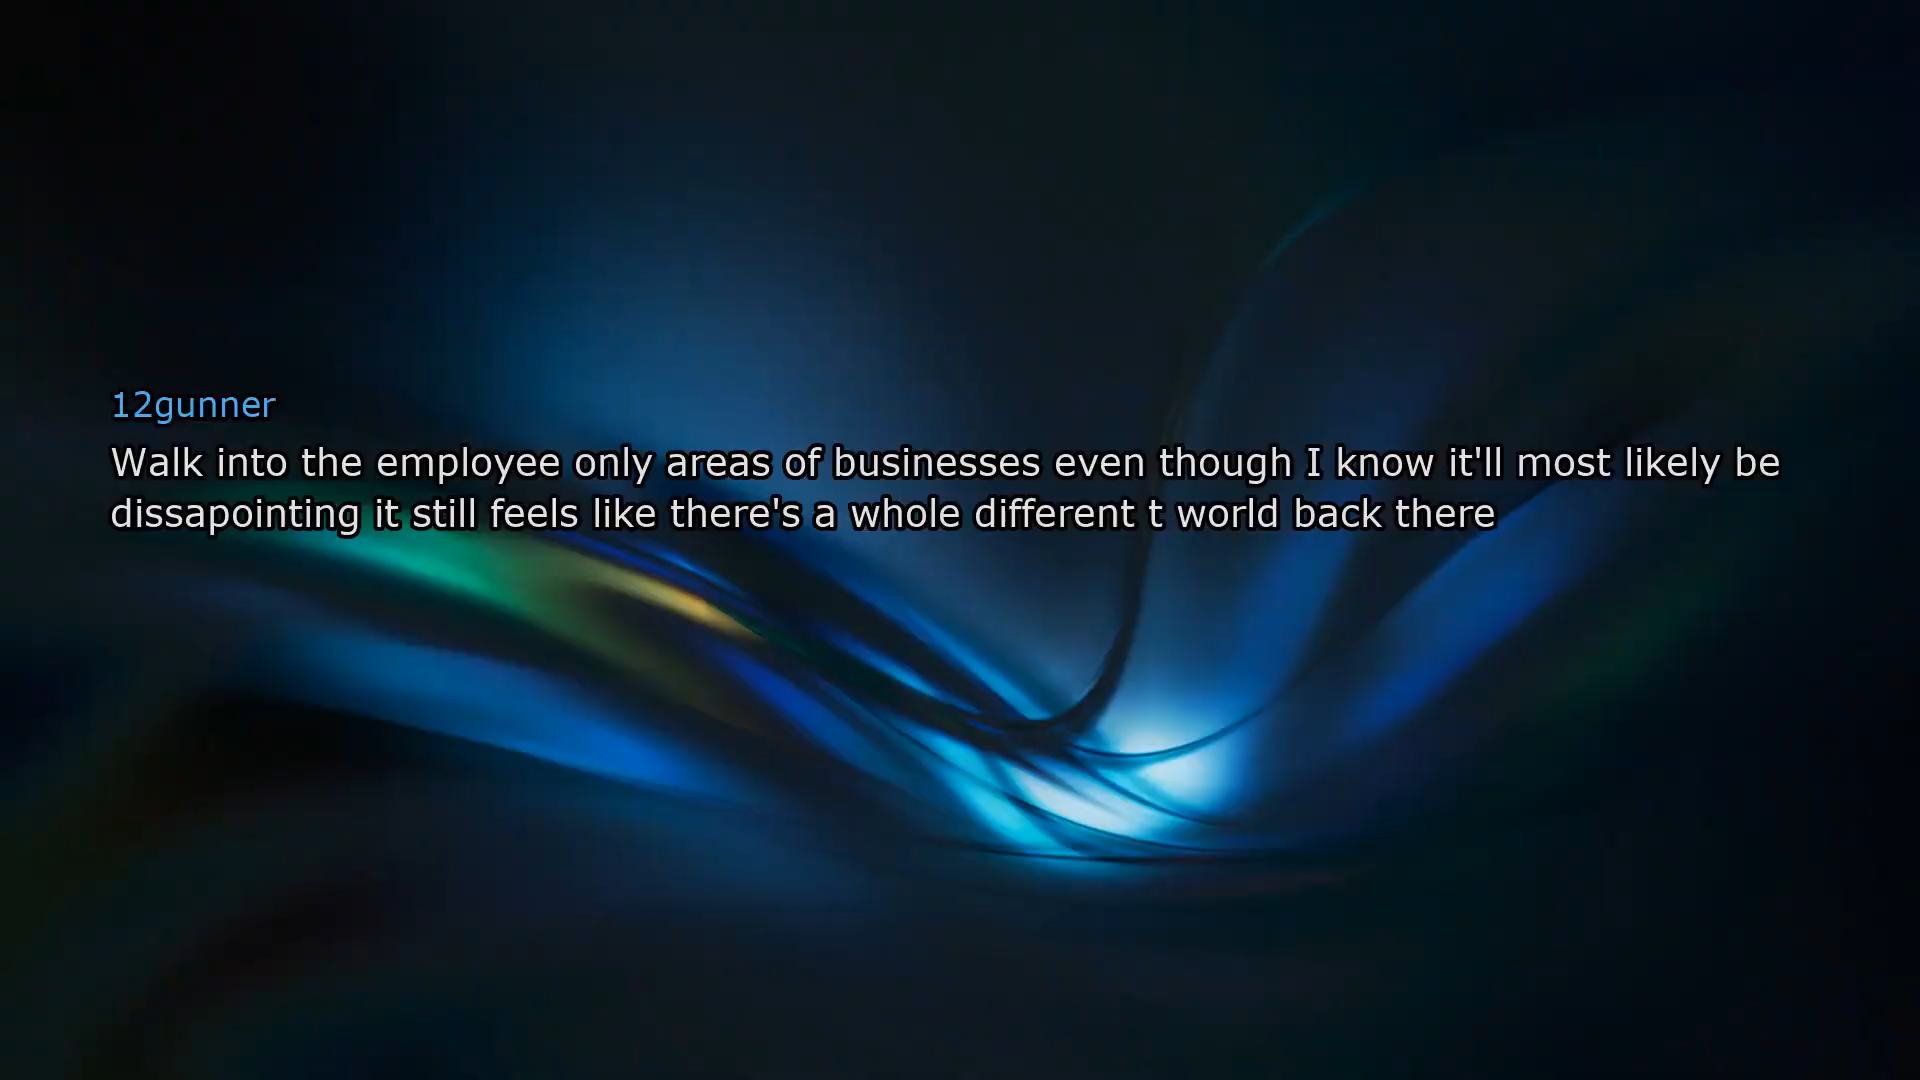 12gunner
Walk into the employee only areas of businesses even though I know it'll most likely be
dissapointing it still feels like there's a whole different t world back there